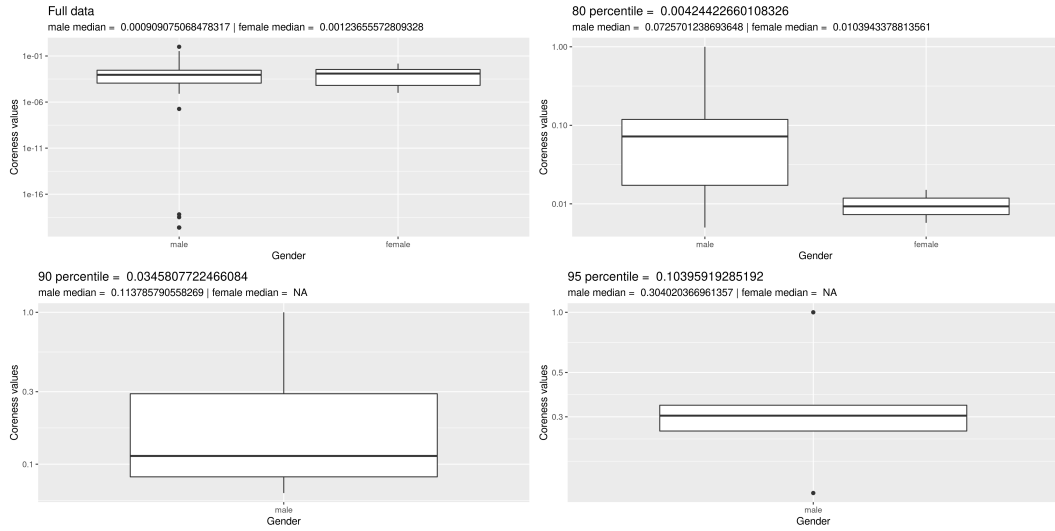 Full data
male median = 0.000909075068478317 | female median = 0.00123655572809328
Coreness values
1e-01
1e-06
1e-11
1e-16
male
female
Gender
80 percentile = 0.00424422660108326
male median = 0.0725701238693648 | female median = 0.0103943378813561
Coreness values
1.00
0.10
0.01
male
female
Gender
90 percentile = 0.0345807722466084
male median = 0.113785790558269 | female median = NA
Coreness values
1.0
0.3
0.1
male
Gender
95 percentile = 0.10395919285192
male median = 0.304020366961357 | female median = NA
Coreness values
1.0
0.5
0.3
male
Gender